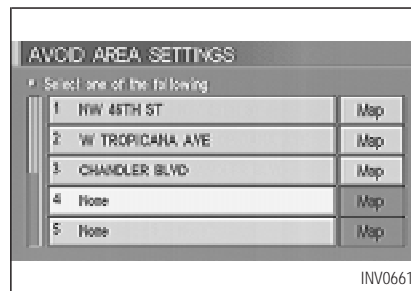 AVOID AREA SETTINGS
Select one of the following
1 NW 45TH ST Map
2 W TROPICANA AVE Map
3 CHANDLER BLVD Map
4 None Map
5 None Map
INV0661